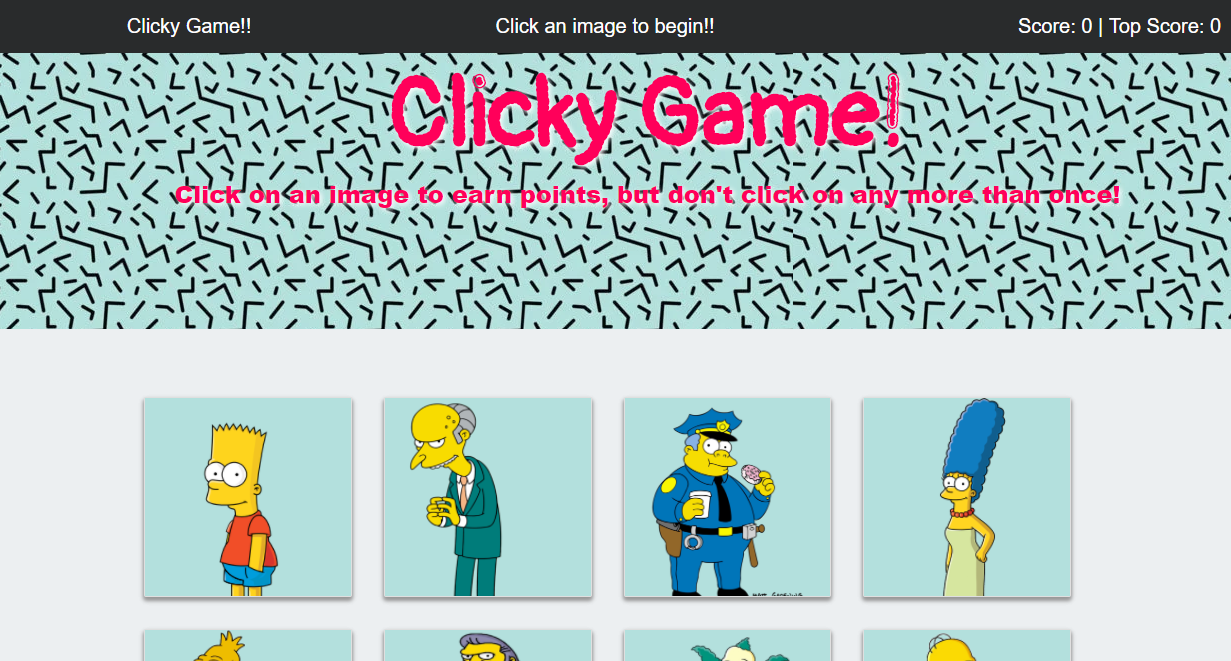 Clicky Game!!
Click an image to begin!!
Score: 0 | Top Score: 0
Clicky Game!
Click on an image to earn points, but don't click on any more than once!